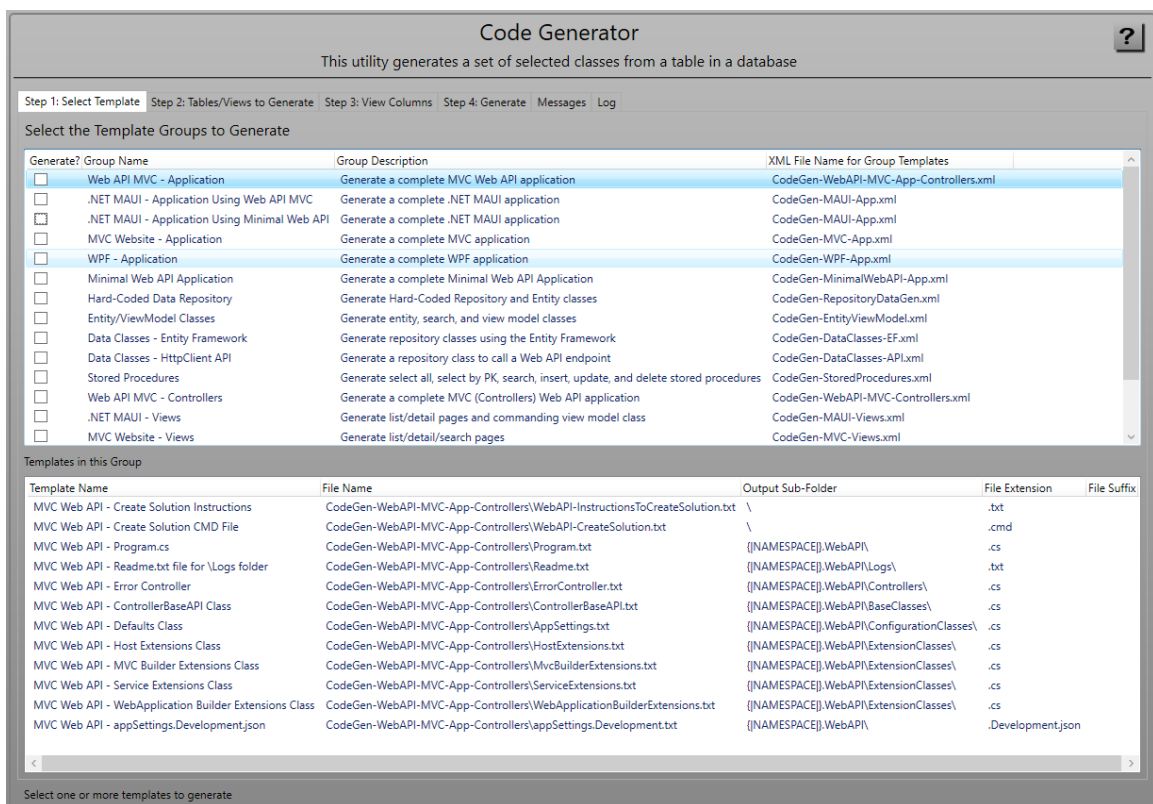 Code Generator
?
This utility generates a set of selected classes from a table in a database
Step 1: Select Template Step 2: Tables/Views to Generate Step 3: View Columns Step 4: Generate Messages Log
Select the Template Groups to Generate
Generate? Group Name Group Description XML File Name for Group Templates
Web API MVC - Application Generate a complete MVC Web API application CodeGen-WebAPI-MVC-App-Controllers.xml
.NET MAUI - Application Using Web API MVC Generate a complete .NET MAUI application CodeGen-MAUI-App.xml
.NET MAUI - Application Using Minimal Web API Generate a complete .NET MAUI application CodeGen-MAUI-App.xml
MVC Website - Application Generate a complete MVC application CodeGen-MVC-App.xml
WPF - Application Generate a complete WPF application CodeGen-WPF-App.xml
Minimal Web API Application Generate a complete Minimal Web API Application CodeGen-MinimalWebAPI-App.xml
Hard-Coded Data Repository Generate Hard-Coded Repository and Entity classes CodeGen-RepositoryDataGen.xml
Entity/ViewModel Classes Generate entity, search, and view model classes CodeGen-EntityViewModel.xml
Data Classes - Entity Framework Generate repository classes using the Entity Framework CodeGen-DataClasses-EF.xml
Data Classes - HttpClient API Generate a repository class to call a Web API endpoint CodeGen-DataClasses-API.xml
Stored Procedures Generate select all, select by PK, search, insert, update, and delete stored procedures CodeGen-StoredProcedures.xml
Web API MVC - Controllers Generate a complete MVC (Controllers) Web API application CodeGen-WebAPI-MVC-Controllers.xml
.NET MAUI - Views Generate list/detail pages and commanding view model class CodeGen-MAUI-Views.xml
MVC Website - Views Generate list/detail/search pages CodeGen-MVC-Views.xml
Templates in this Group
Template Name File Name Output Sub-Folder File Extension File Suffix
MVC Web API - Create Solution Instructions CodeGen-WebAPI-MVC-App-Controllers\WebAPI-InstructionsToCreateSolution.txt \ .txt
MVC Web API - Create Solution CMD File CodeGen-WebAPI-MVC-App-Controllers\WebAPI-CreateSolution.txt \ .cmd
MVC Web API - Program.cs CodeGen-WebAPI-MVC-App-Controllers\Program.txt {|NAMESPACE|}.WebAPI\ .cs
MVC Web API - Readme.txt file for \Logs folder CodeGen-WebAPI-MVC-App-Controllers\Readme.txt {|NAMESPACE|}.WebAPI\Logs\ .txt
MVC Web API - Error Controller CodeGen-WebAPI-MVC-App-Controllers\ErrorController.txt {|NAMESPACE|}.WebAPI\Controllers\ .cs
MVC Web API - ControllerBaseAPI Class CodeGen-WebAPI-MVC-App-Controllers\ControllerBaseAPI.txt {|NAMESPACE|}.WebAPI\BaseClasses\ .cs
MVC Web API - Defaults Class CodeGen-WebAPI-MVC-App-Controllers\AppSettings.txt {|NAMESPACE|}.WebAPI\ConfigurationClasses\ .cs
MVC Web API - Host Extensions Class CodeGen-WebAPI-MVC-App-Controllers\HostExtensions.txt {|NAMESPACE|}.WebAPI\ExtensionClasses\ .cs
MVC Web API - MVC Builder Extensions Class CodeGen-WebAPI-MVC-App-Controllers\MvcBuilderExtensions.txt {|NAMESPACE|}.WebAPI\ExtensionClasses\ .cs
MVC Web API - Service Extensions Class CodeGen-WebAPI-MVC-App-Controllers\ServiceExtensions.txt {|NAMESPACE|}.WebAPI\ExtensionClasses\ .cs
MVC Web API - WebApplication Builder Extensions Class CodeGen-WebAPI-MVC-App-Controllers\WebApplicationBuilderExtensions.txt {|NAMESPACE|}.WebAPI\ExtensionClasses\ .cs
MVC Web API - appSettings.Development.json CodeGen-WebAPI-MVC-App-Controllers\appSettings.Development.txt {|NAMESPACE|}.WebAPI\ .Development.json
Select one or more templates to generate